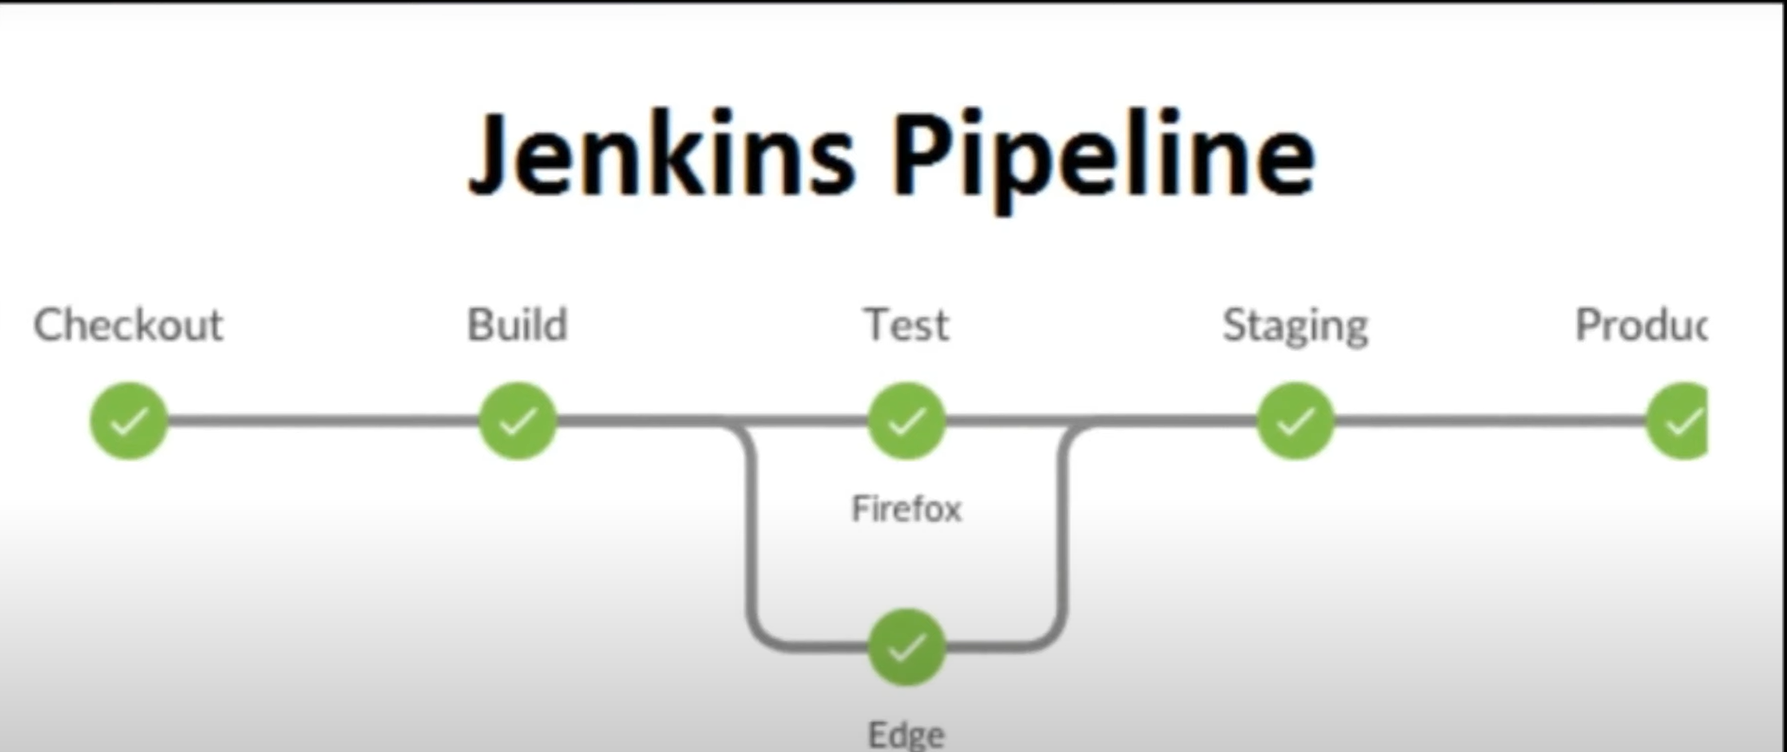 Jenkins Pipeline
Checkout Build Test Staging Produc
Firefox
Edge